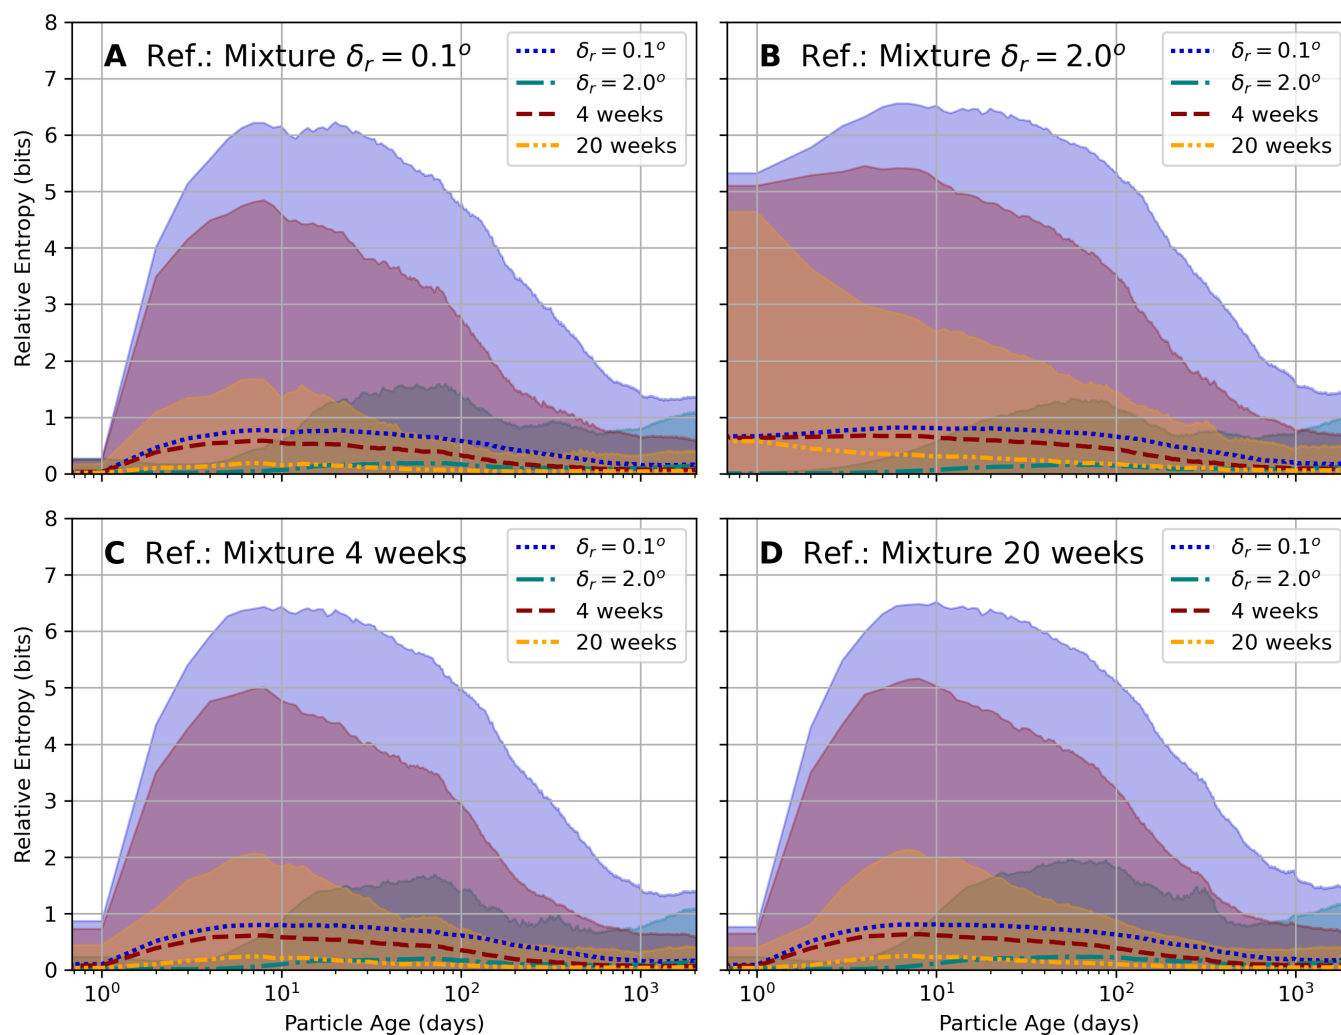 A Ref.: Mixture δr = 0.1°
δr = 0.1°
δr = 2.0°
4 weeks
20 weeks
8
7
6
5
4
3
2
1
0
Relative Entropy (bits)
B Ref.: Mixture δr = 2.0°
δr = 0.1°
δr = 2.0°
4 weeks
20 weeks
C Ref.: Mixture 4 weeks
δr = 0.1°
δr = 2.0°
4 weeks
20 weeks
8
7
6
5
4
3
2
1
0
Relative Entropy (bits)
10⁰ 10¹ 10² 10³
Particle Age (days)
D Ref.: Mixture 20 weeks
δr = 0.1°
δr = 2.0°
4 weeks
20 weeks
10⁰ 10¹ 10² 10³
Particle Age (days)